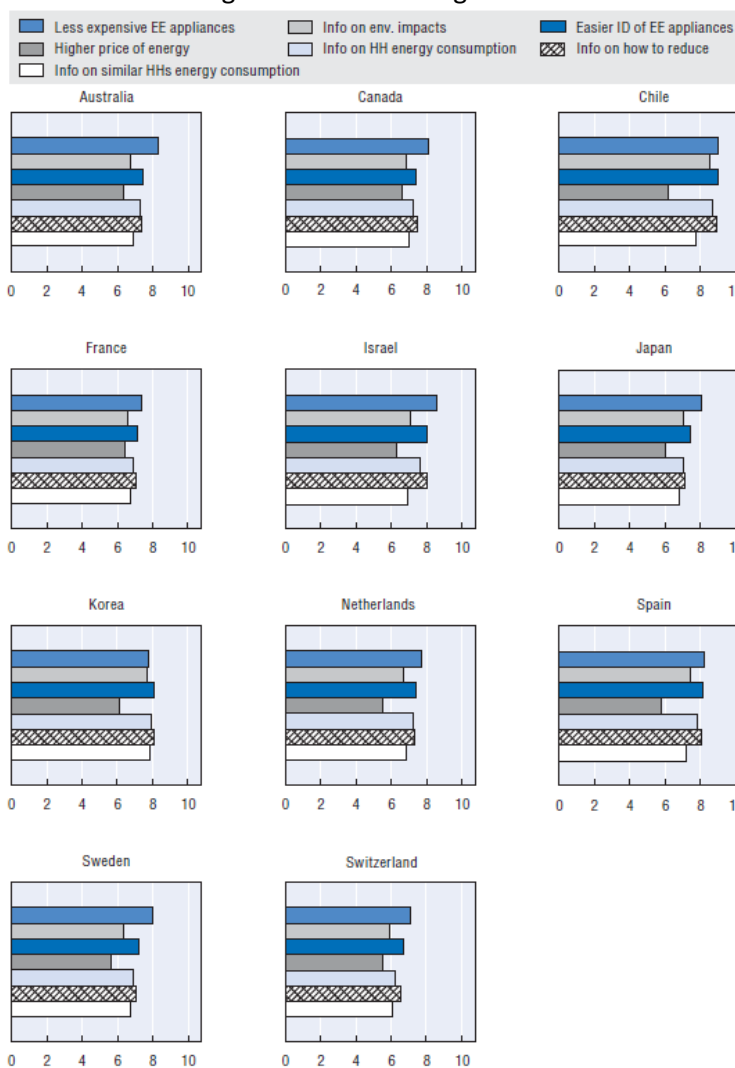 Less expensive EE appliances Info on env. impacts Easier ID of EE appliances
Higher price of energy Info on HH energy consumption Info on how to reduce
Info on similar HHs energy consumption
Australia Canada Chile
0 2 4 6 8 10 0 2 4 6 8 10 0 2 4 6 8
France Israel Japan
0 2 4 6 8 10 0 2 4 6 8 10 0 2 4 6 8
Korea Netherlands Spain
0 2 4 6 8 10 0 2 4 6 8 10 0 2 4 6 8
Sweden Switzerland
0 2 4 6 8 10 0 2 4 6 8 10